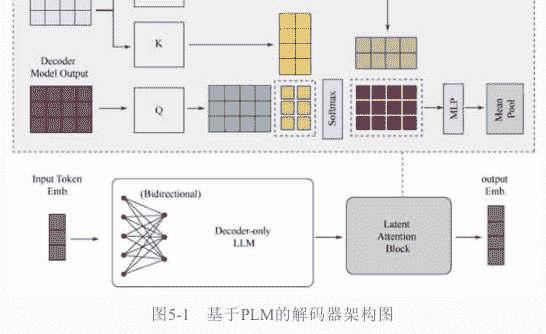 K
Decoder
Model Output
Q
Softmax
MLP
Mean
Pool
Input Token
Emb.
(Bidirectional)
Decoder-only
LLM
Latent
Attention
Block
output
Emb.
图5-1 基于PLM的解码器架构图